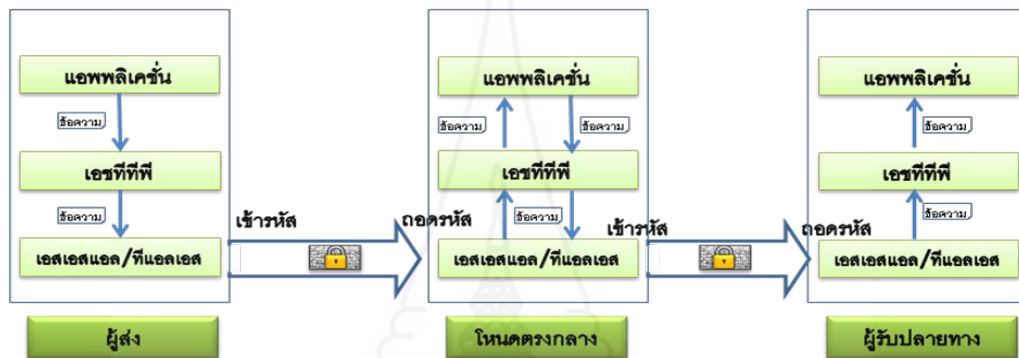 แอพพลิเคชั่น
ข้อความ
เอชทีทีพี
ข้อความ
เอสเอสแอล/ทีแอลเอส
ผู้ส่ง
เข้ารหัส
ถอดรหัส
แอพพลิเคชั่น
ข้อความ
ข้อความ
เอชทีทีพี
ข้อความ
เอสเอสแอล/ทีแอลเอส
โหนดตรงกลาง
เข้ารหัส
ถอดรหัส
แอพพลิเคชั่น
ข้อความ
เอชทีทีพี
ข้อความ
เอสเอสแอล/ทีแอลเอส
ผู้รับปลายทาง